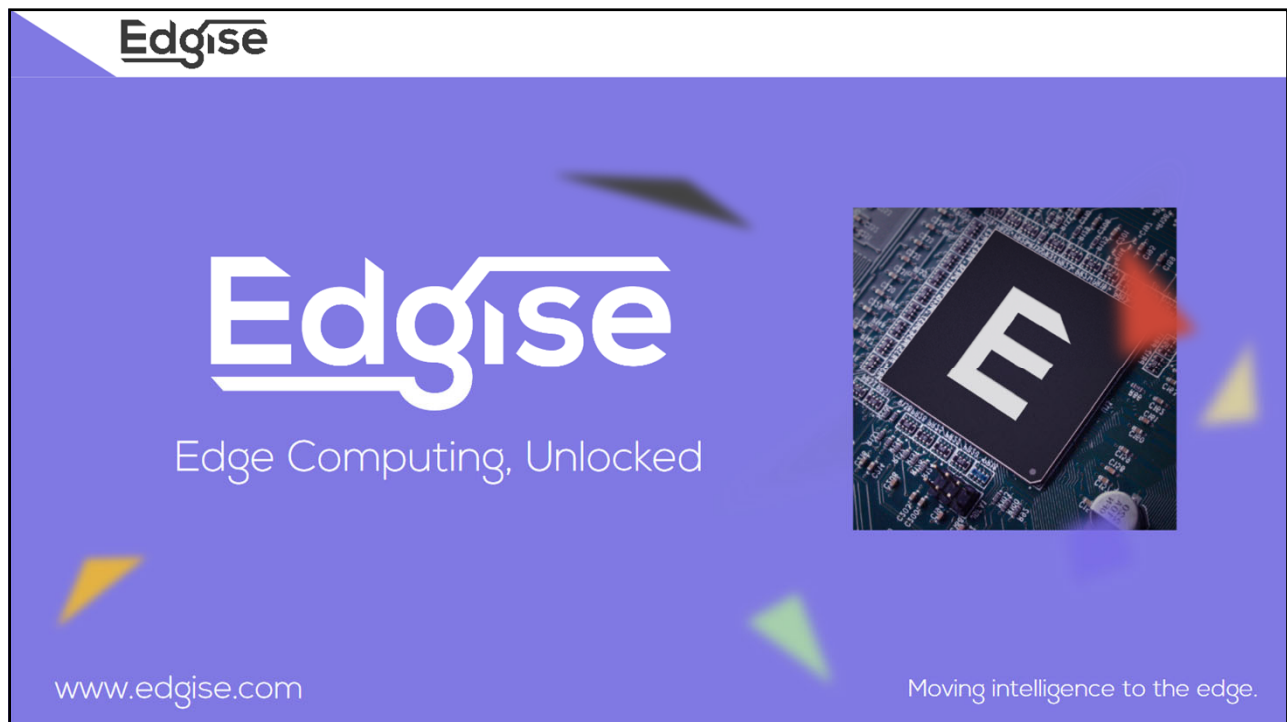 Edgise
Edgise
Edge Computing, Unlocked
E
www.edgise.com
Moving intelligence to the edge.